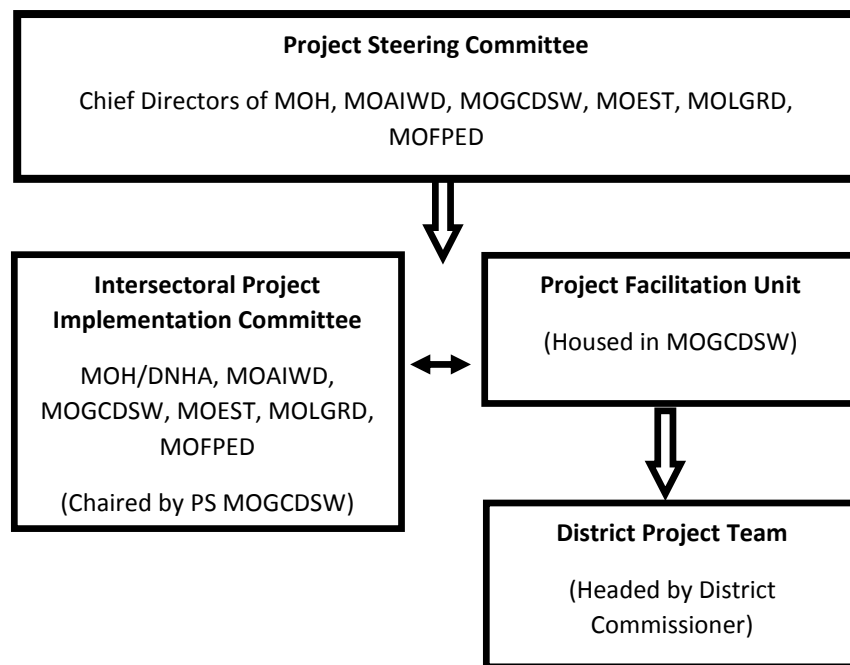 Project Steering Committee
Chief Directors of MOH, MOAIWD, MOGCDSW, MOEST, MOLGRD,
MOFPED
Intersectoral Project
Implementation Committee
MOH/DNHA, MOAIWD,
MOGCDSW, MOEST, MOLGRD,
MOFPED
(Chaired by PS MOGCDSW)
Project Facilitation Unit
(Housed in MOGCDSW)
District Project Team
(Headed by District
Commissioner)